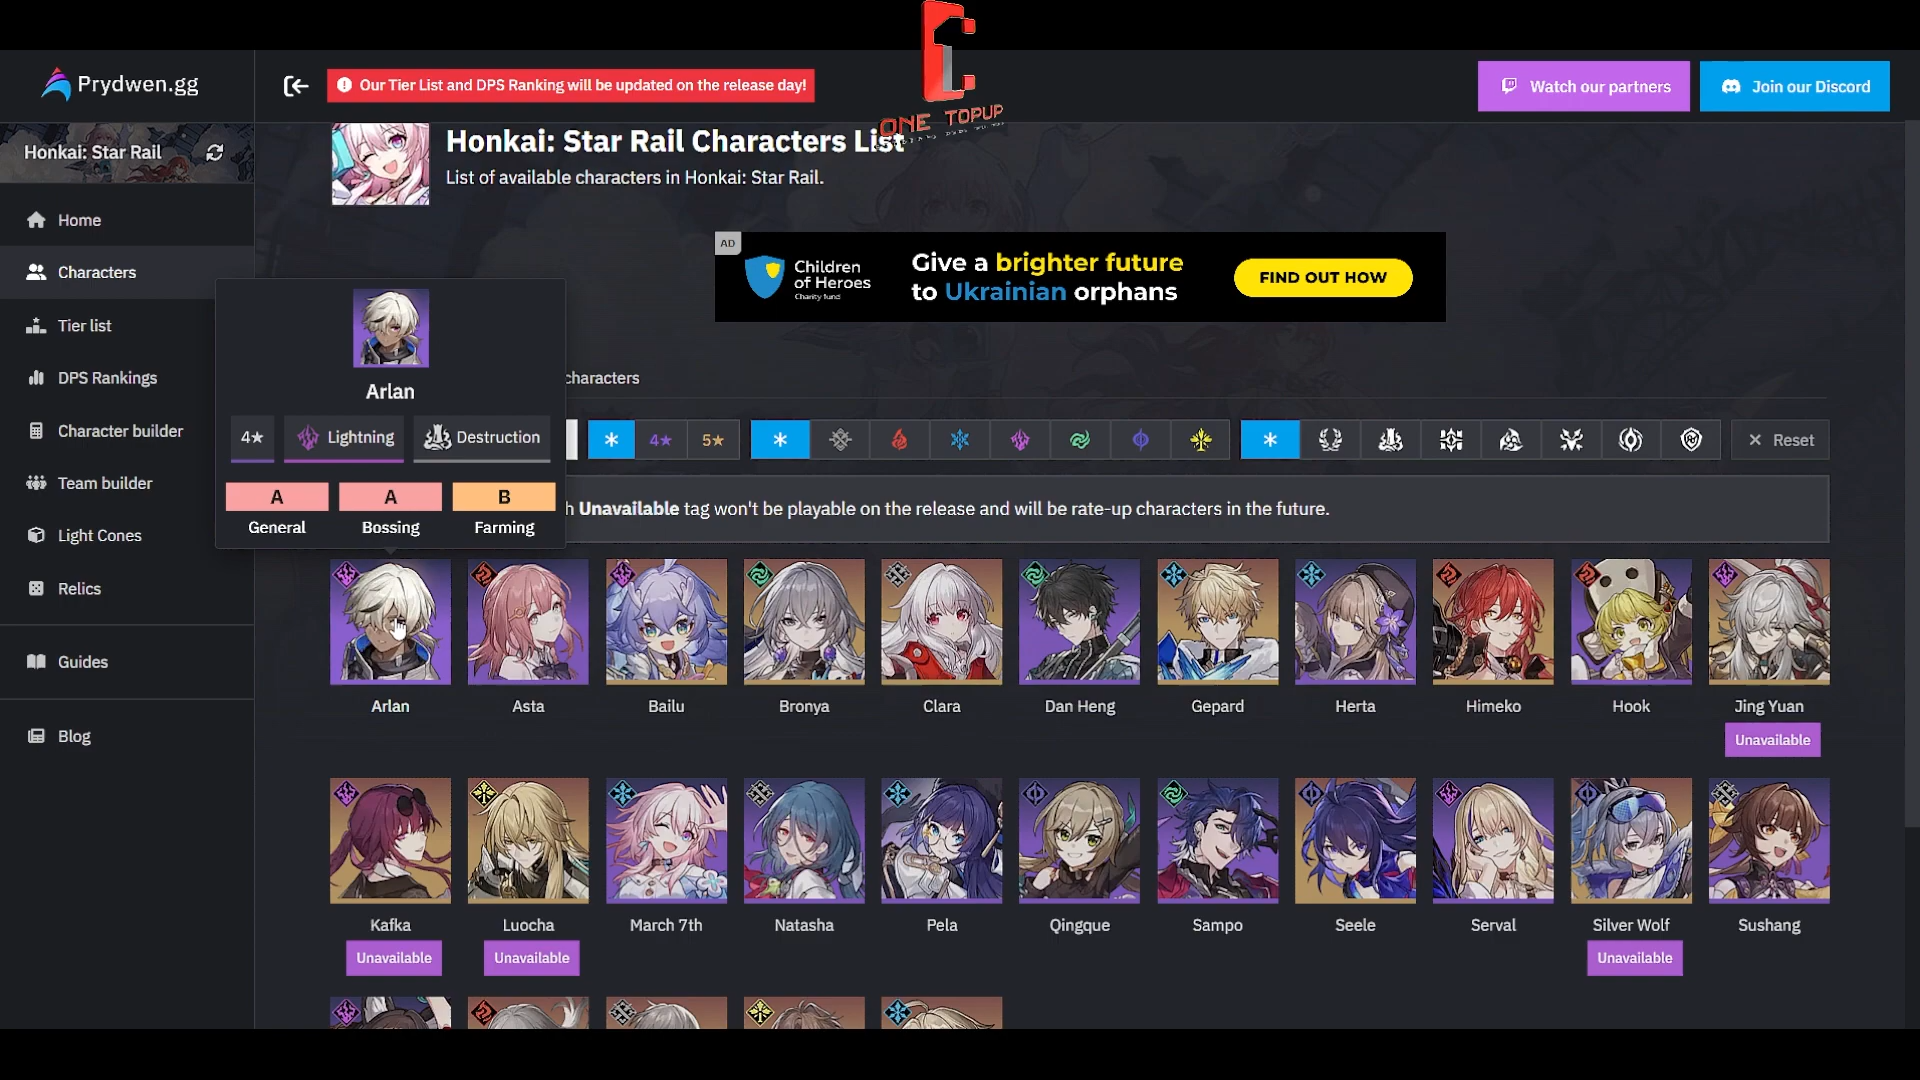 Prydwen.gg
Our Tier List and DPS Ranking will be updated on the release day!
ONE TOPUP
Watch our partners
Join our Discord
Honkai: Star Rail
Honkai: Star Rail Characters List
List of available characters in Honkai: Star Rail.
Home
Characters
Tier list
DPS Rankings
Character builder
Team builder
Light Cones
Relics
Guides
Blog
AD
Children
of Heroes
Charity fund
Give a brighter future
to Ukrainian orphans
FIND OUT HOW
characters
Arlan
4★
Lightning
Destruction
A
A
B
General
Bossing
Farming
4★
5★
Reset
h Unavailable tag won't be playable on the release and will be rate-up characters in the future.
Arlan
Asta
Bailu
Bronya
Clara
Dan Heng
Gepard
Herta
Himeko
Hook
Jing Yuan
Unavailable
Kafka
Luocha
March 7th
Natasha
Pela
Qingque
Sampo
Seele
Serval
Silver Wolf
Sushang
Unavailable
Unavailable
Unavailable